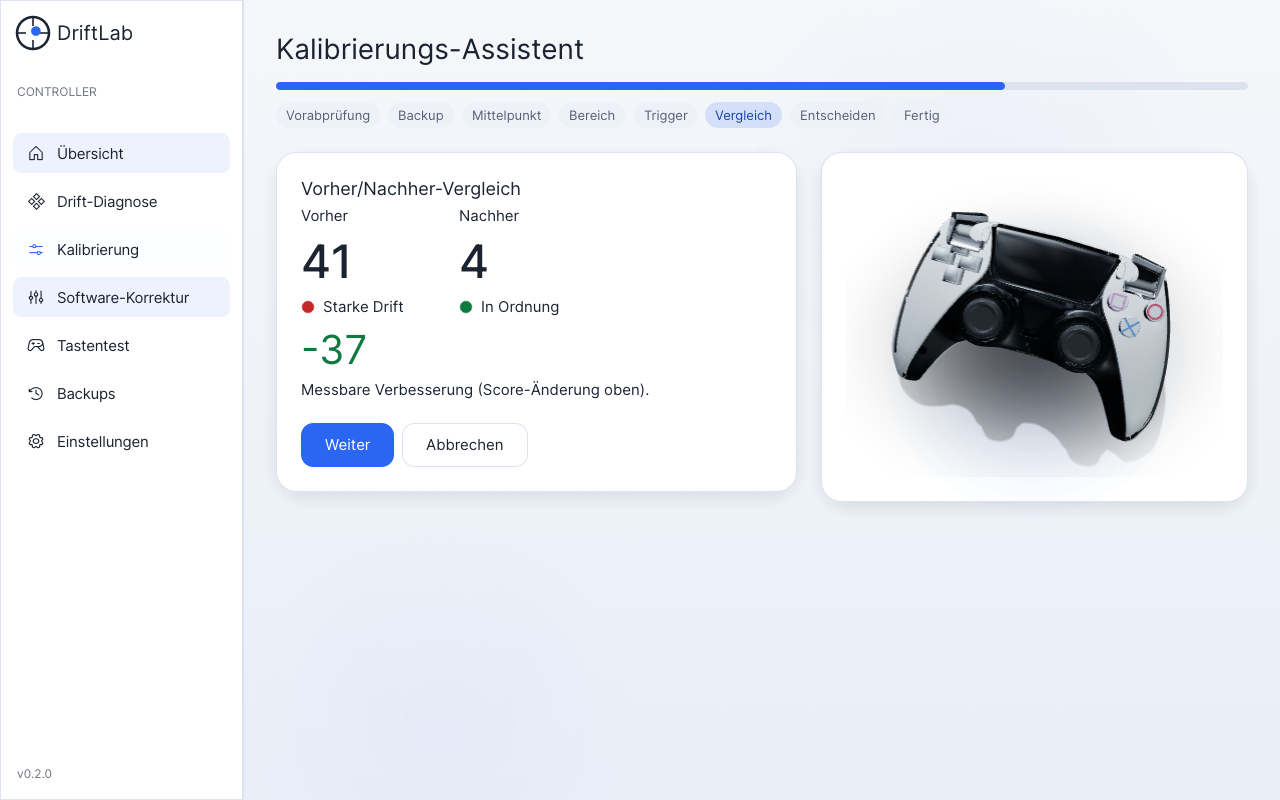 DriftLab
CONTROLLER
Übersicht
Drift-Diagnose
Kalibrierung
Software-Korrektur
Tastentest
Backups
Einstellungen
v0.2.0
Kalibrierungs-Assistent
Vorabprüfung Backup Mittelpunkt Bereich Trigger Vergleich Entscheiden Fertig
Vorher/Nachher-Vergleich
Vorher Nachher
41 4
Starke Drift In Ordnung
-37
Messbare Verbesserung (Score-Änderung oben).
Weiter Abbrechen